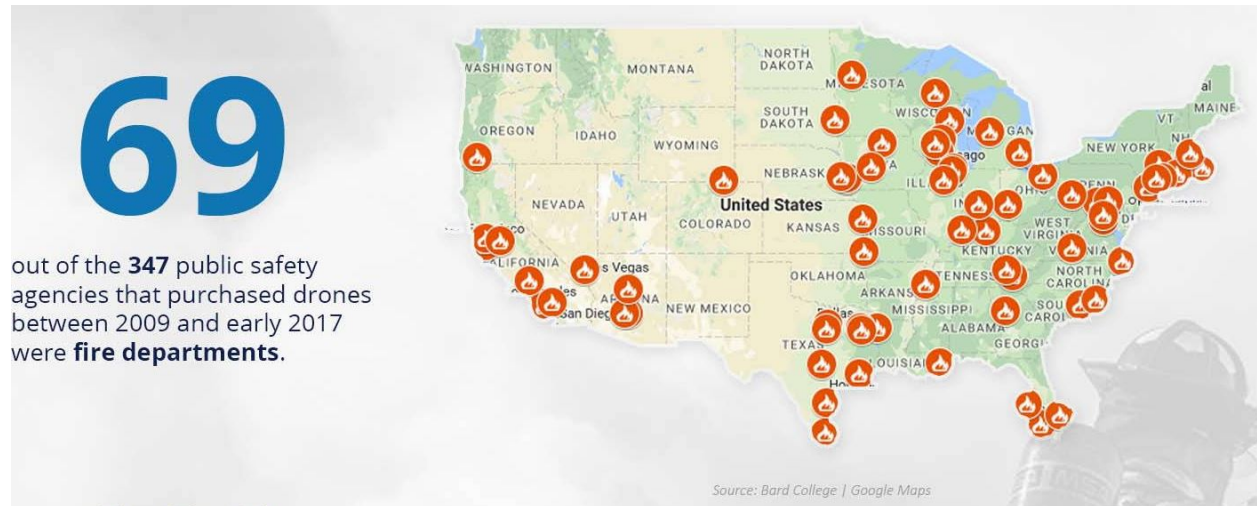 69
out of the 347 public safety
agencies that purchased drones
between 2009 and early 2017
were fire departments.
WASHINGTON
MONTANA
NORTH
DAKOTA
MAINE
VT
NH
OREGON
IDAHO
WYOMING
SOUTH
DAKOTA
NEW YORK
NEBRASK
NEVADA
UTAH
COLORADO
United States
KANSAS
KENTUCKY
WEST
NORTH
CAROLINA
OKLAHOMA
NEW MEXICO
MISSISSIPPI
ALABAMA
s Vegas
San Dieg
TEXAS
Source: Bard College | Google Maps